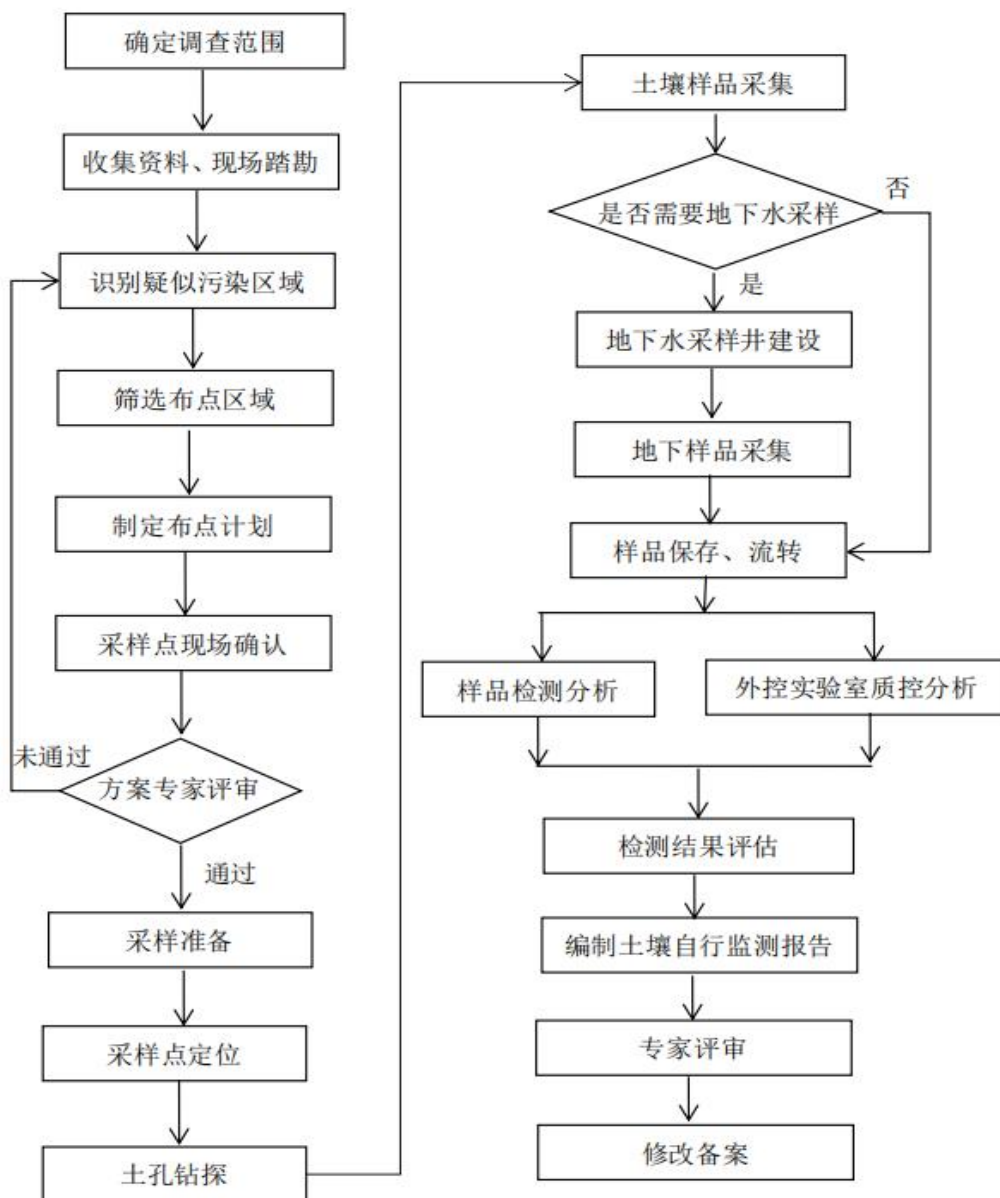 确定调查范围
收集资料、现场踏勘
识别疑似污染区域
筛选布点区域
制定布点计划
采样点现场确认
未通过
方案专家评审
通过
采样准备
采样点定位
土孔钻探
土壤样品采集
否
是否需要地下水采样
是
地下水采样井建设
地下样品采集
样品保存、流转
样品检测分析
外控实验室质控分析
检测结果评估
编制土壤自行监测报告
专家评审
修改备案